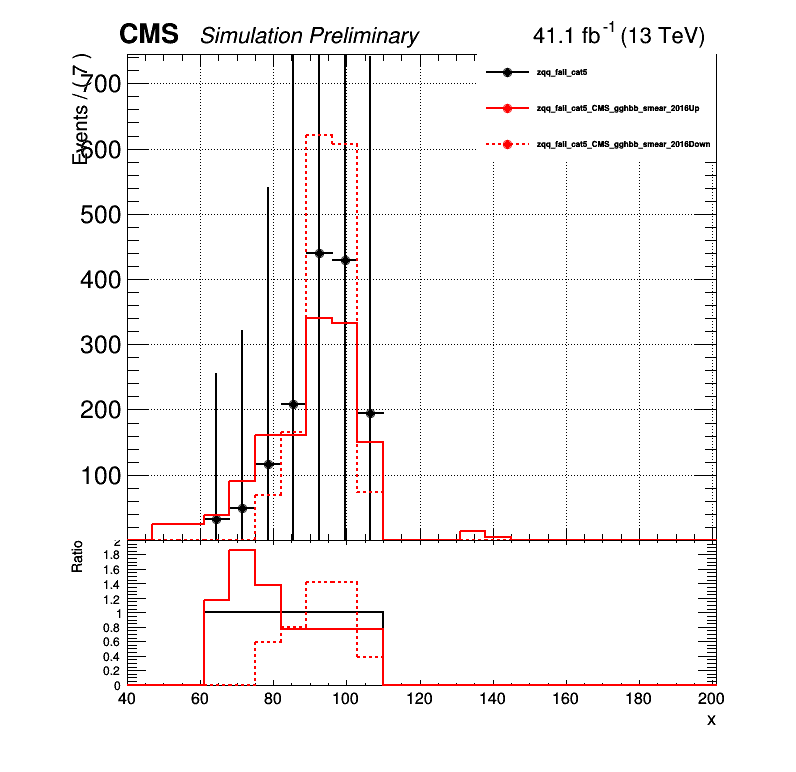 CMS Simulation Preliminary 41.1 fb-1 (13 TeV)
Events / ( 7 )
zqq_fail_cat5
zqq_fail_cat5_CMS_gghbb_smear_2016Up
zqq_fail_cat5_CMS_gghbb_smear_2016Down
700
600
500
400
300
200
100
Ratio
2
1.8
1.6
1.4
1.2
1
0.8
0.6
0.4
0.2
0
40 60 80 100 120 140 160 180 200
x